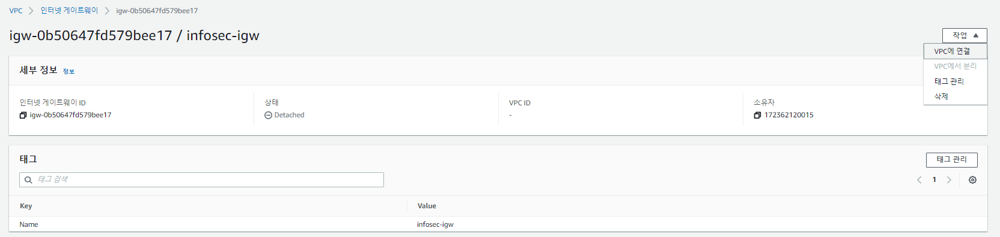 VPC > 인터넷 게이트웨이 > igw-0b50647fd579bee17
igw-0b50647fd579bee17 / infosec-igw
작업
VPC에 연결
VPC에서 분리
태그 관리
삭제
세부 정보 정보
인터넷 게이트웨이 ID
igw-0b50647fd579bee17
상태
Detached
VPC ID
-
소유자
172362120015
태그
태그 관리
태그 검색
1
Key Value
Name infosec-igw